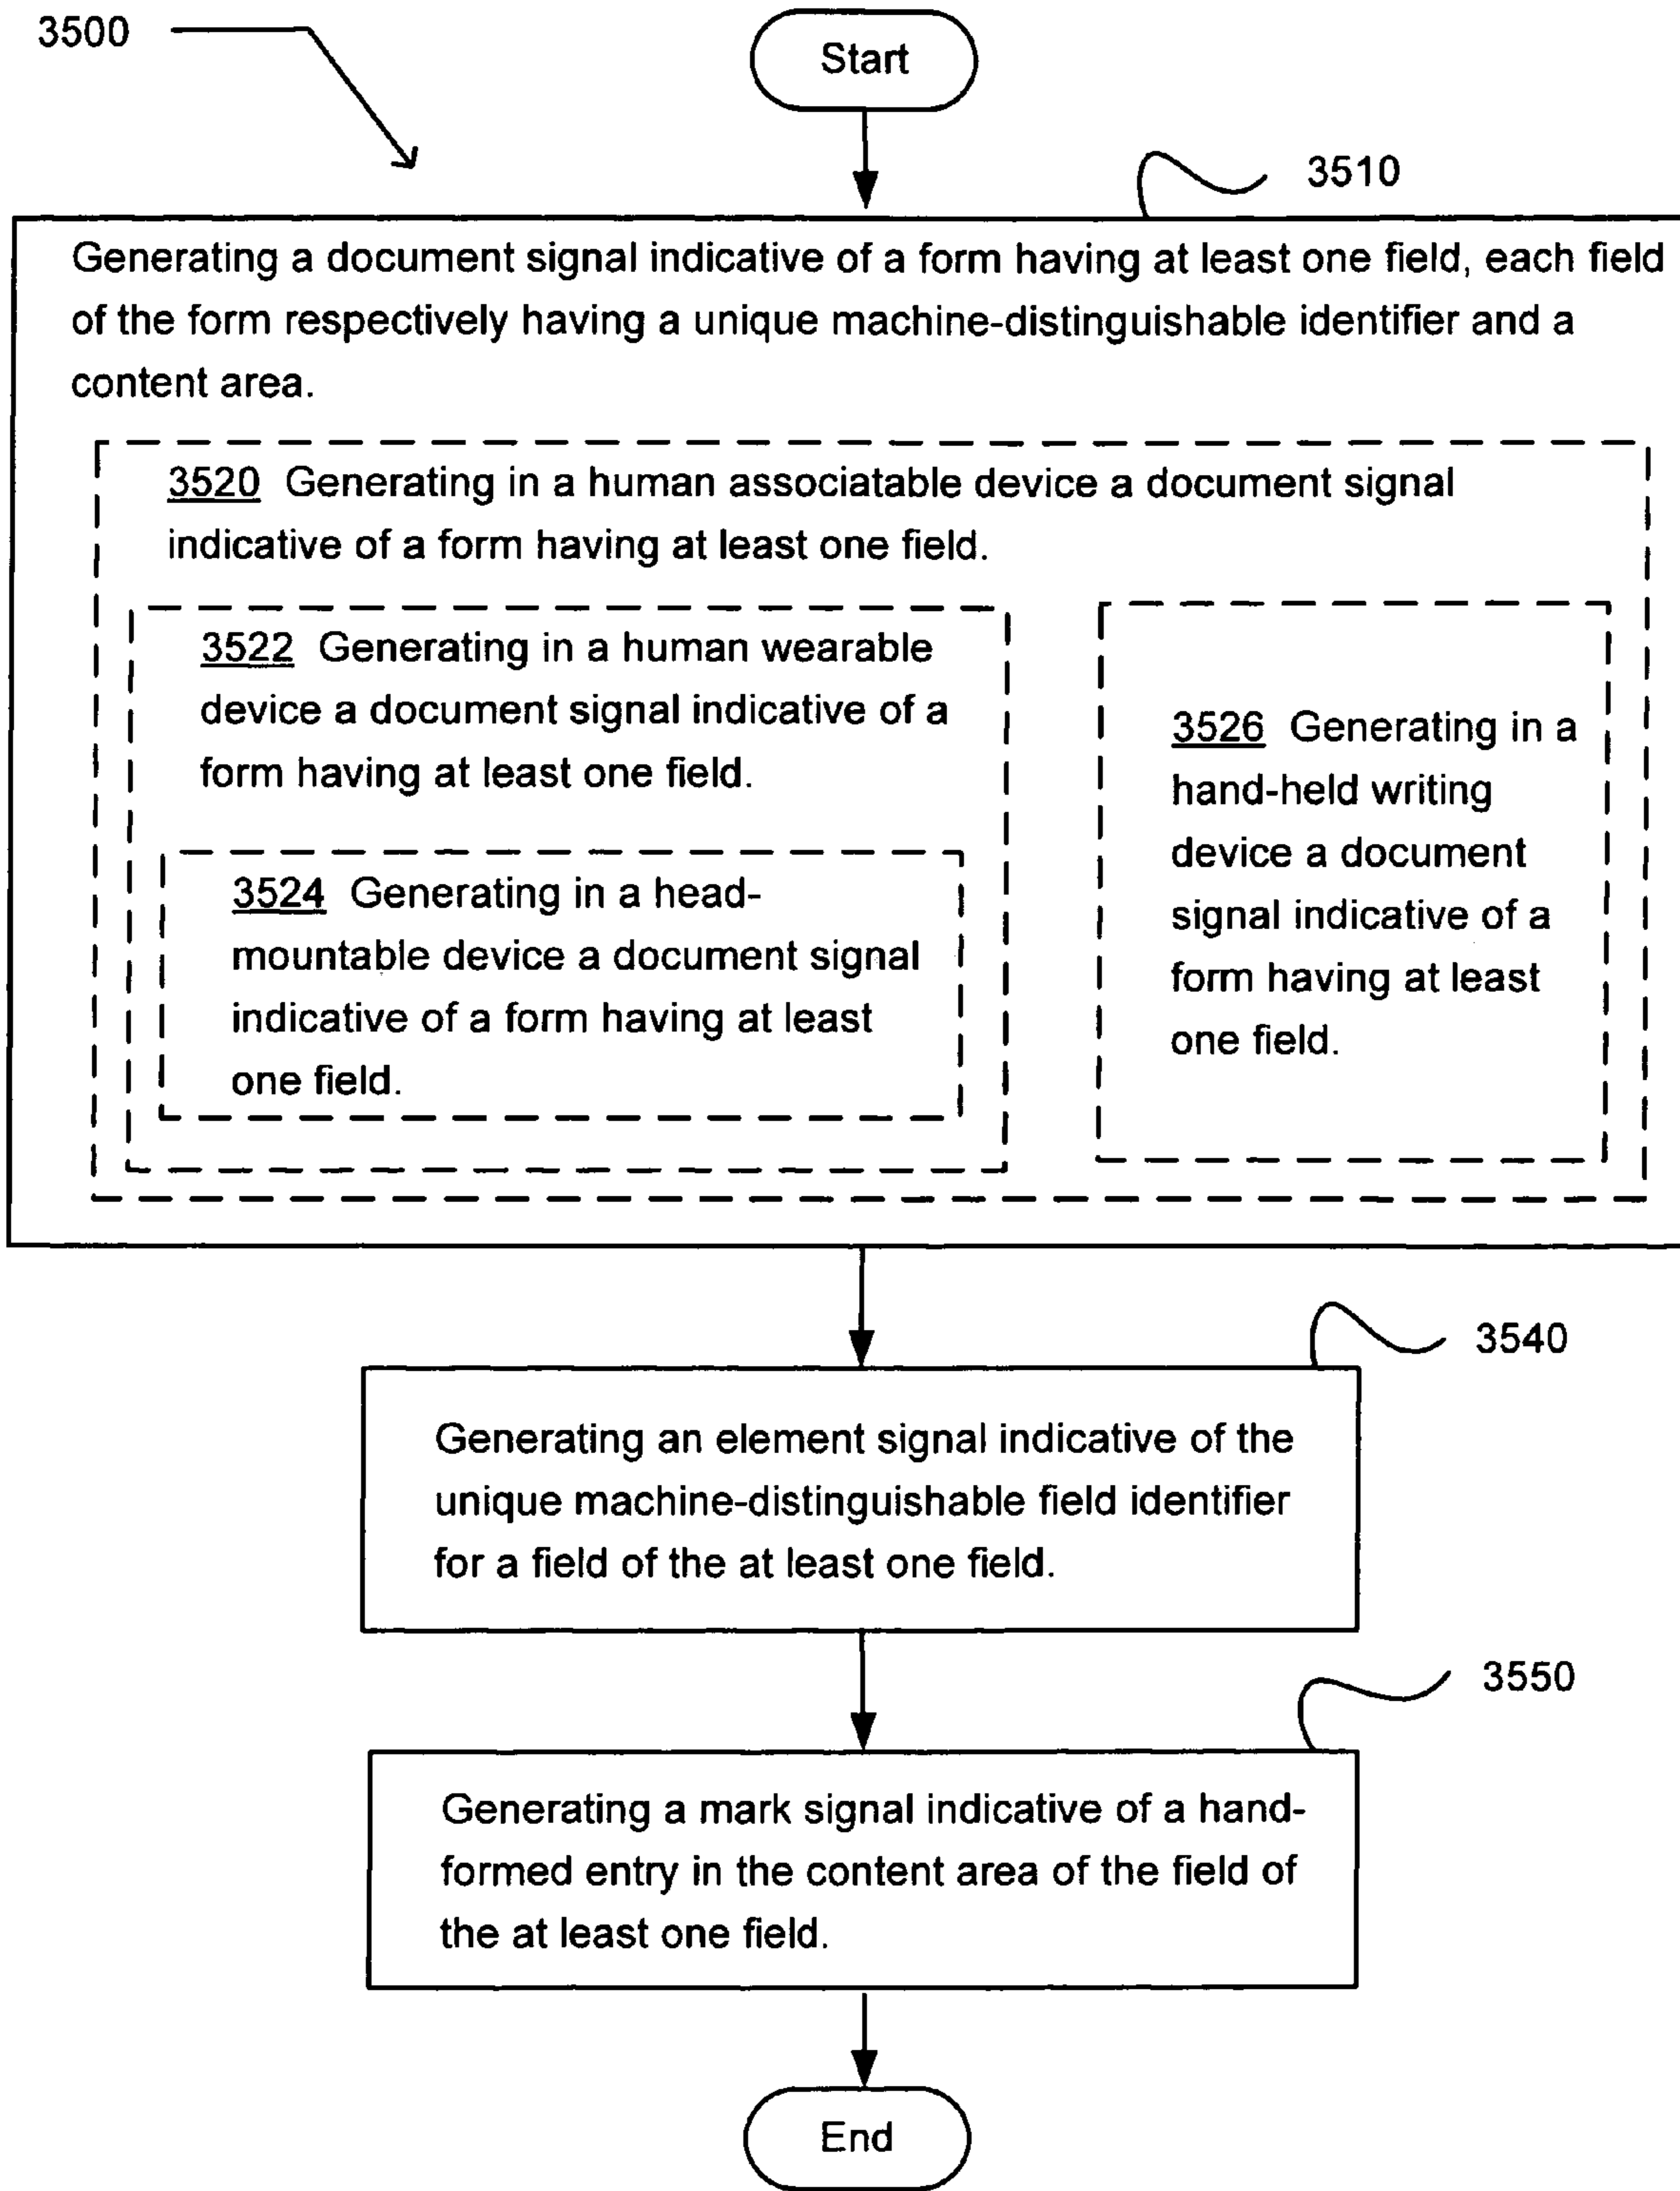 3500
Start
3510
Generating a document signal indicative of a form having at least one field, each field
of the form respectively having a unique machine-distinguishable identifier and a
content area.
3520 Generating in a human associatable device a document signal
indicative of a form having at least one field.
3522 Generating in a human wearable
device a document signal indicative of a
form having at least one field.
3524 Generating in a head-
mountable device a document signal
indicative of a form having at least
one field.
3526 Generating in a
hand-held writing
device a document
signal indicative of a
form having at least
one field.
3540
Generating an element signal indicative of the
unique machine-distinguishable field identifier
for a field of the at least one field.
3550
Generating a mark signal indicative of a hand-
formed entry in the content area of the field of
the at least one field.
End